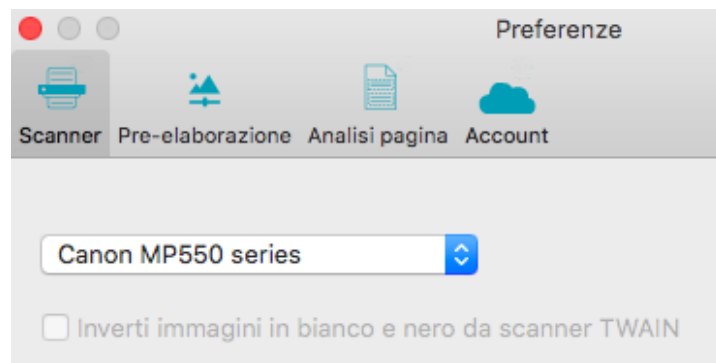 Preferenze
Scanner Pre-elaborazione Analisi pagina Account
Canon MP550 series
Inverti immagini in bianco e nero da scanner TWAIN